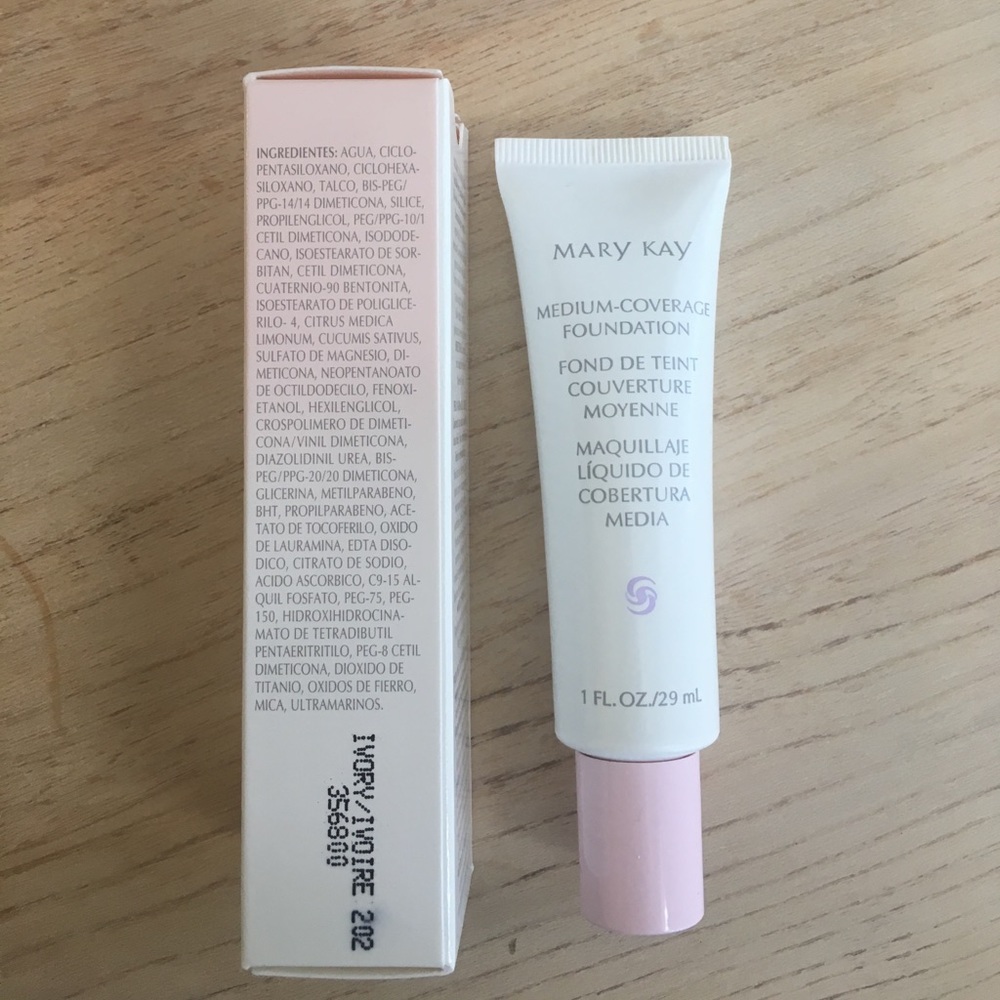 INGREDIENTES: AGUA, CICLO-
PENTASILOXANO, CICLOHEXA-
SILOXANO, TALCO, BIS-PEG/
PPG-14/14 DIMETICONA, SILICE,
PROPILENGLICOL, PEG/PPG-10/1
CETIL DIMETICONA, ISODODE-
CANO, ISOESTEARATO DE SOR-
BITAN, CETIL DIMETICONA,
CUATERNIO-90 BENTONITA,
ISOESTEARATO DE POLIGLICE-
RILO- 4, CITRUS MEDICA
LIMONUM, CUCUMIS SATIVUS,
SULFATO DE MAGNESIO, DI-
METICONA, NEOPENTANOATO
DE OCTILDODECILO, FENOXI-
ETANOL, HEXILENGLICOL,
CROSPOLIMERO DE DIMETI-
CONA/VINIL DIMETICONA,
DIAZOLIDINIL UREA, BIS-
PEG/PPG-20/20 DIMETICONA,
GLICERINA, METILPARABENO,
BHT, PROPILPARABENO, ACE-
TATO DE TOCOFERILO, OXIDO
DE LAURAMINA, EDTA DISO-
DICO, CITRATO DE SODIO,
ACIDO ASCORBICO, C9-15 AL-
QUIL FOSFATO, PEG-75, PEG-
150, HIDROXIHIDROCINA-
MATO DE TETRADIBUTIL
PENTAERITRITILO, PEG-8 CETIL
DIMETICONA, DIOXIDO DE
TITANIO, OXIDOS DE FIERRO,
MICA, ULTRAMARINOS.
IVORY/IVOIRE 202
356800
MARY KAY
MEDIUM-COVERAGE
FOUNDATION
FOND DE TEINT
COUVERTURE
MOYENNE
MAQUILLAJE
LÍQUIDO DE
COBERTURA
MEDIA
1 FL. OZ./29 mL